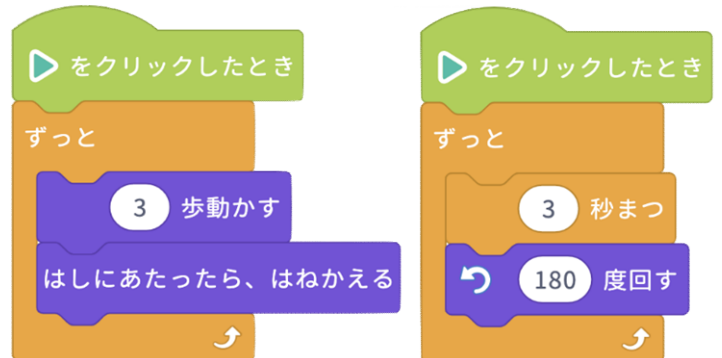 をクリックしたとき
ずっと
3 歩動かす
はしにあたったら、はねかえる
をクリックしたとき
ずっと
3 秒まつ
180 度回す